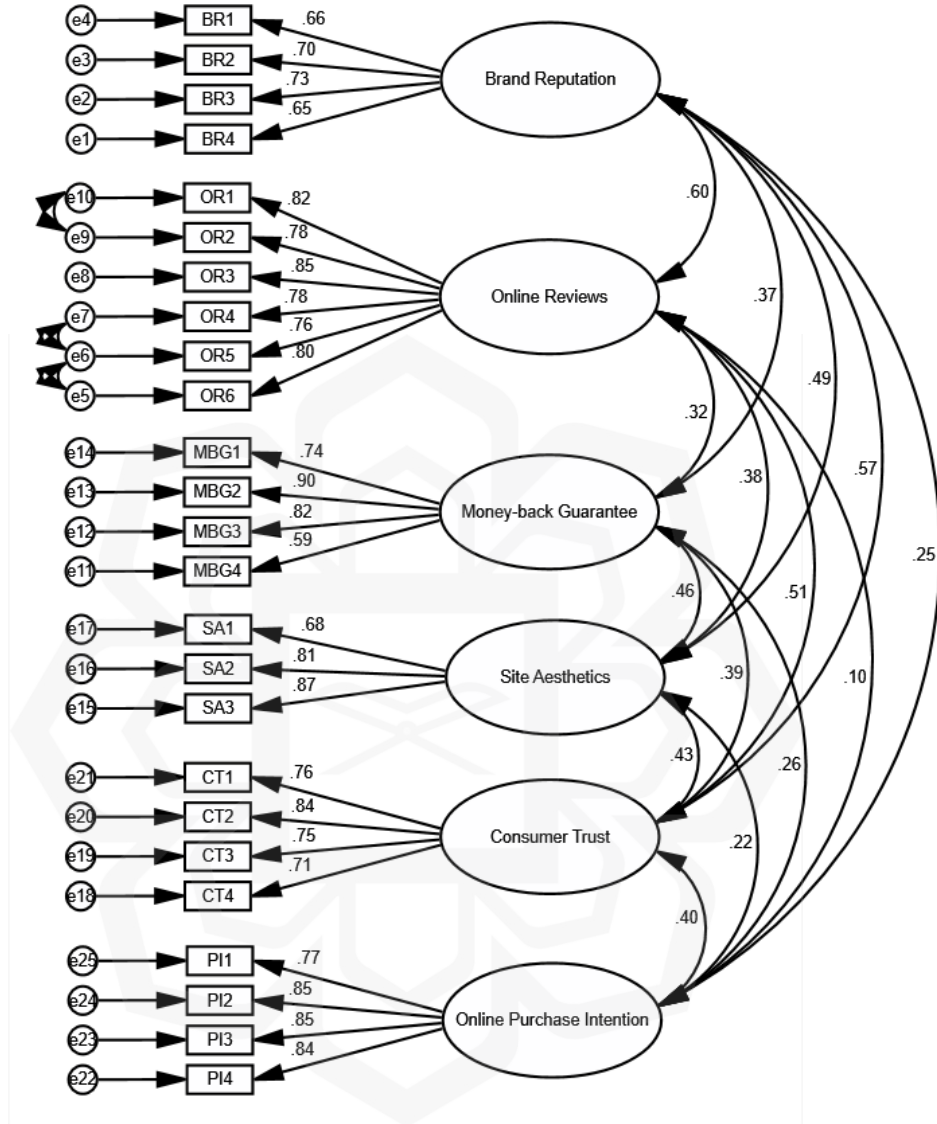 e4 BR1 .66
e3 BR2 .70
e2 BR3 .73
e1 BR4 .65
Brand Reputation
e10 OR1 .82
e9 OR2 .78
e8 OR3 .85
e7 OR4 .78
e6 OR5 .76
e5 OR6 .80
Online Reviews
e14 MBG1 .74
e13 MBG2 .90
e12 MBG3 .82
e11 MBG4 .59
Money-back Guarantee
e17 SA1 .68
e16 SA2 .81
e15 SA3 .87
Site Aesthetics
e21 CT1 .76
e20 CT2 .84
e19 CT3 .75
e18 CT4 .71
Consumer Trust
e25 PI1 .77
e24 PI2 .85
e23 PI3 .85
e22 PI4 .84
Online Purchase Intention
.60
.37
.49
.32
.38
.57
.25
.46
.51
.39
.10
.43
.26
.22
.40